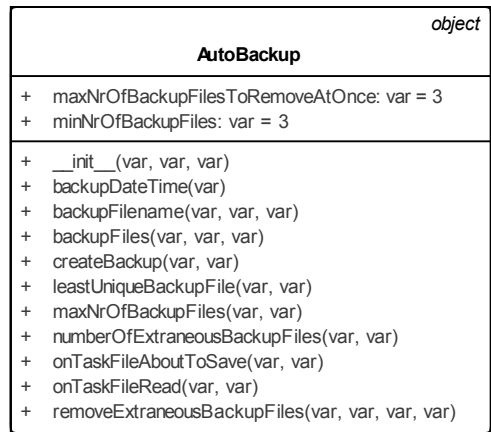 object
AutoBackup
+ maxNrOfBackupFilesToRemoveAtOnce: var = 3
+ minNrOfBackupFiles: var = 3
+ __init__(var, var, var)
+ backupDateTime(var)
+ backupFilename(var, var, var)
+ backupFiles(var, var, var)
+ createBackup(var, var)
+ leastUniqueBackupFile(var, var)
+ maxNrOfBackupFiles(var, var)
+ numberOfExtraneousBackupFiles(var, var)
+ onTaskFileAboutToSave(var, var)
+ onTaskFileRead(var, var)
+ removeExtraneousBackupFiles(var, var, var, var)